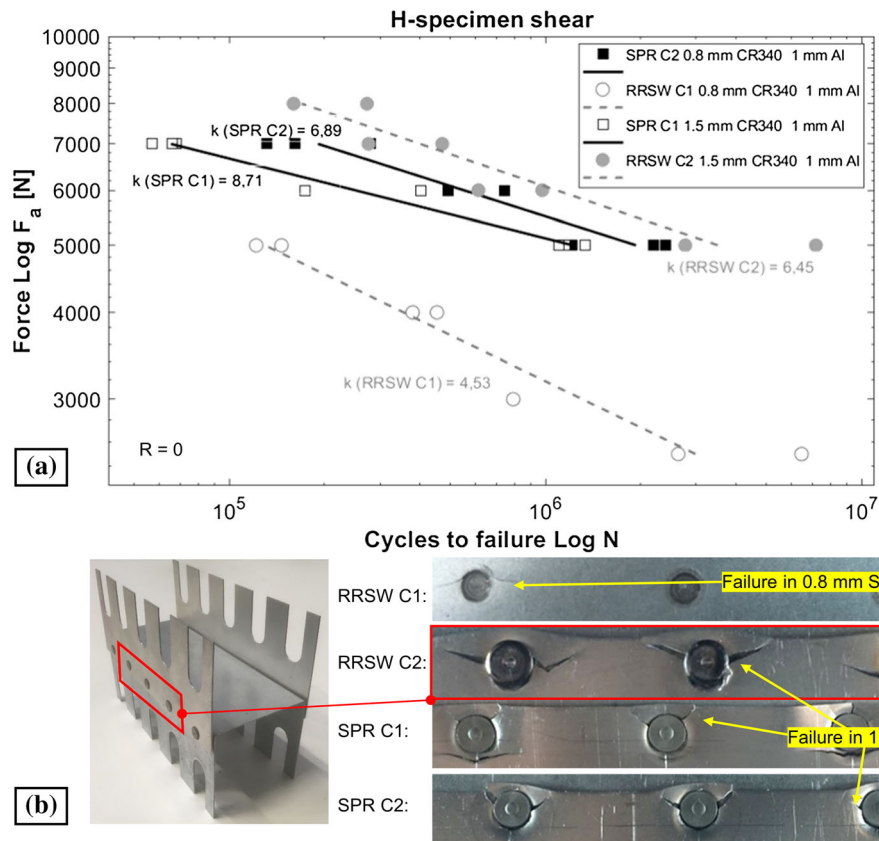 H-specimen shear
10000
9000
8000
7000
6000
5000
4000
3000
Force Log F_a [N]
SPR C2 0.8 mm CR340 1 mm Al
RRSW C1 0.8 mm CR340 1 mm Al
SPR C1 1.5 mm CR340 1 mm Al
RRSW C2 1.5 mm CR340 1 mm Al
k (SPR C2) = 6,89
k (SPR C1) = 8,71
k (RRSW C2) = 6,45
k (RRSW C1) = 4,53
R = 0
(a)
10^5
10^6
10^7
Cycles to failure Log N
RRSW C1:
Failure in 0.8 mm S
RRSW C2:
SPR C1:
Failure in 1
SPR C2:
(b)